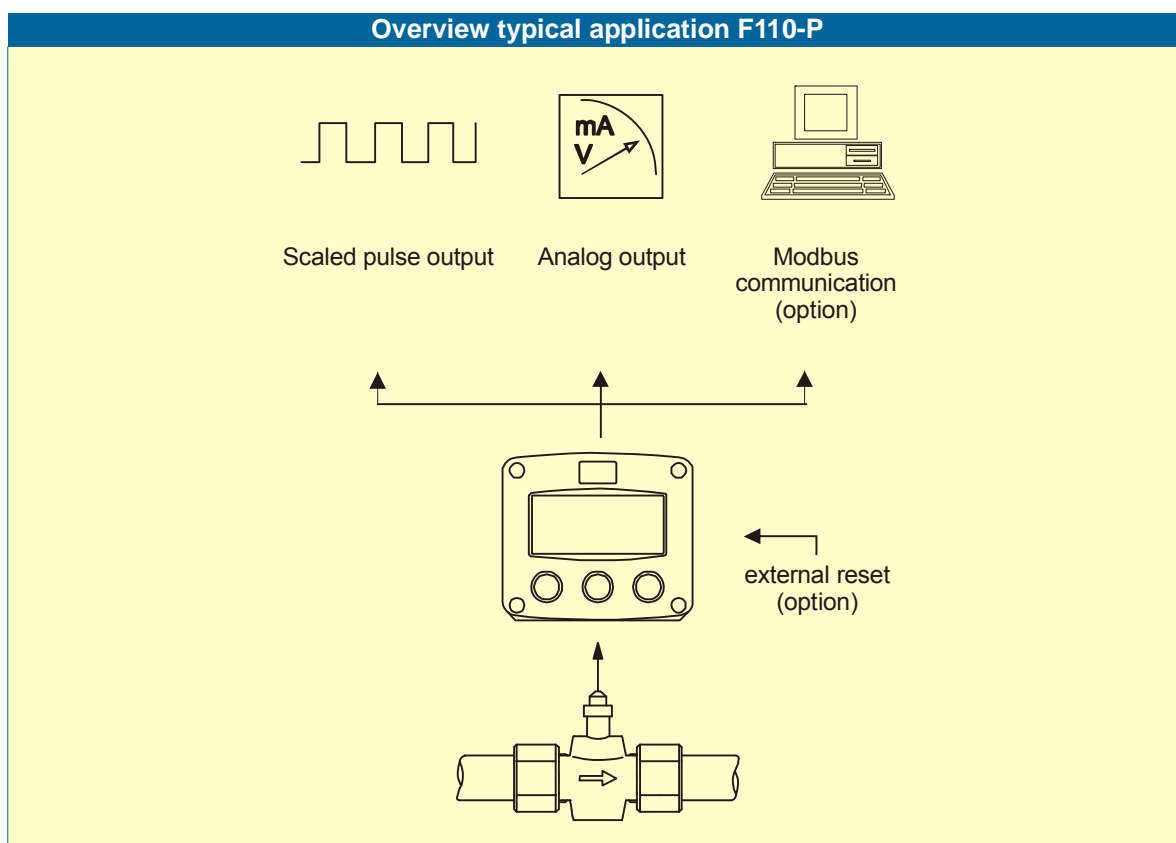 Overview typical application F110-P
mA
V
Scaled pulse output
Analog output
Modbus
communication
(option)
external reset
(option)